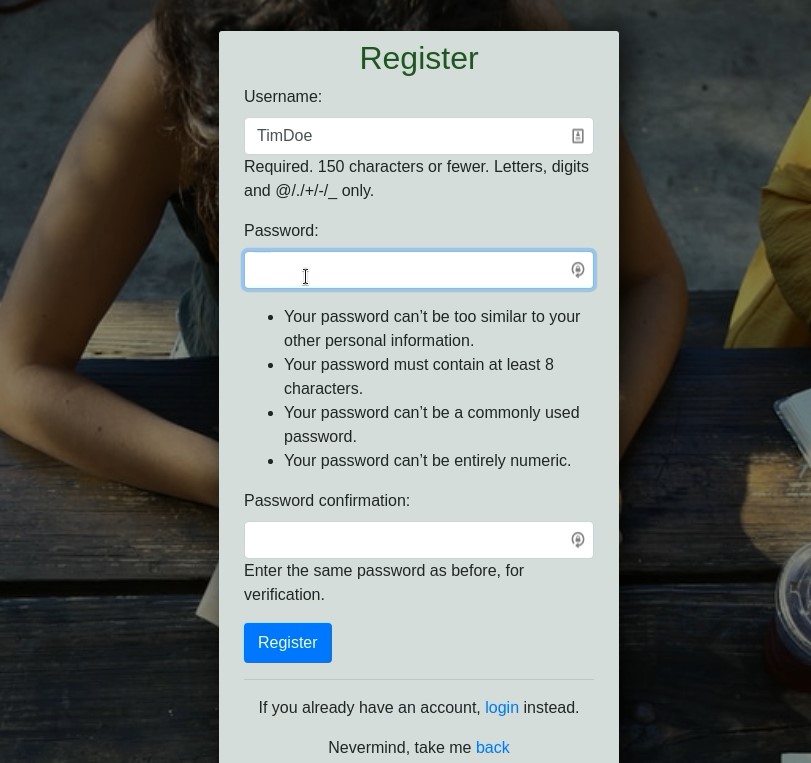 Register
Username:
TimDoe
Required. 150 characters or fewer. Letters, digits
and @/./+/-/_ only.
Password:
Your password can’t be too similar to your
other personal information.
Your password must contain at least 8
characters.
Your password can’t be a commonly used
password.
Your password can’t be entirely numeric.
Password confirmation:
Enter the same password as before, for
verification.
Register
If you already have an account, login instead.
Nevermind, take me back